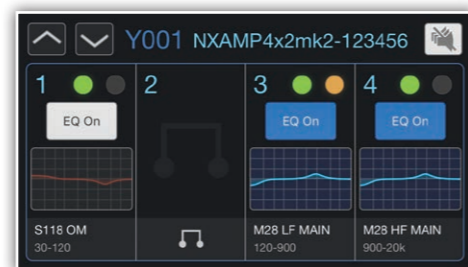 Y001 NXAMP4x2mk2-123456
1 2 3 4
EQ On EQ On EQ On
S118 OM M28 LF MAIN M28 HF MAIN
30-120 120-900 900-20k